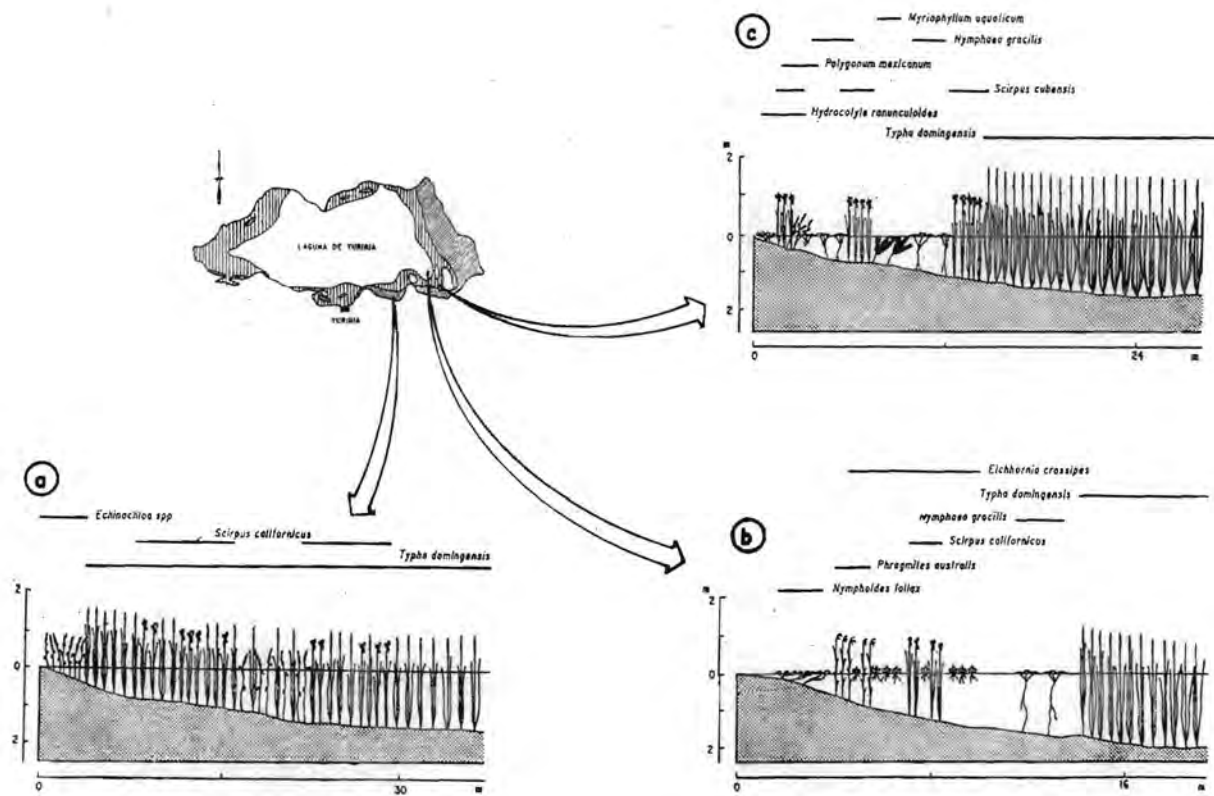 c
Myriophyllum aquaticum
Nymphaea gracilis
Polygonum mexicanum
Scirpus cubensis
Hydrocotyle ranunculoides
Typha domingensis
m
2
0
2
0
24
m
LAGUNA DE YURIRIA
YURIRIA
a
Echinochloa spp
Scirpus californicus
Typha domingensis
2
0
2
0
30
m
b
Eichhornia crassipes
Typha domingensis
Nymphaea gracilis
Scirpus californicus
Phragmites australis
Nymphoides fallax
m
2
0
2
0
16
m